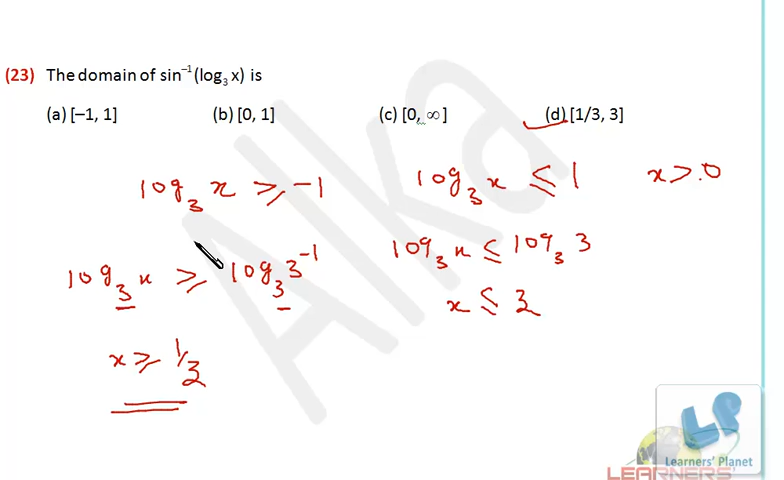 (23) The domain of sin⁻¹ (log₃ x) is
(a) [–1, 1] (b) [0, 1] (c) [0, ∞] (d) [1/3, 3]
log₃ x ≥ –1 log₃ x ≤ 1 x > 0
log₃ x ≥ log₃ 3⁻¹ log₃ x ≤ log₃ 3
x ≤ 3
x ≥ 1/3
Alka
LP
Learners' Planet
LEARNERS'